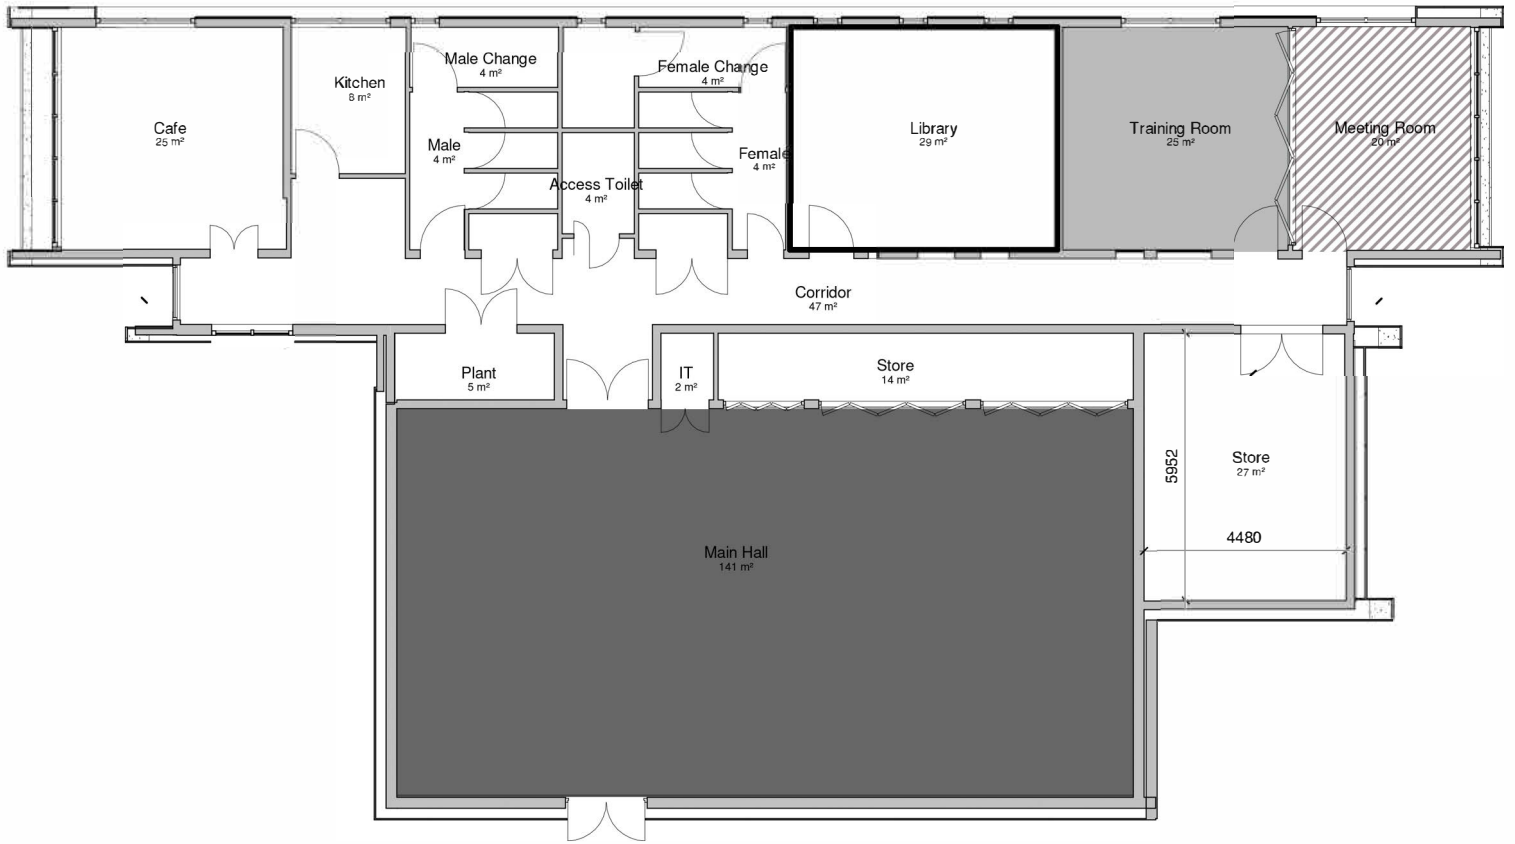 Male Change
4 m²
Female Change
4 m²
Kitchen
8 m²
Cafe
25 m²
Male
4 m²
Access Toilet
4 m²
Female
4 m²
Library
29 m²
Training Room
25 m²
Meeting Room
20 m²
Corridor
47 m²
Plant
5 m²
IT
2 m²
Store
14 m²
Store
27 m²
5952
4480
Main Hall
141 m²